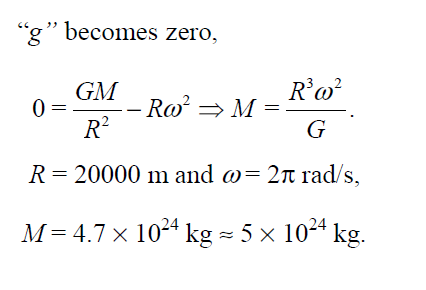 “g” becomes zero,
0 = GM/R² − Rω² ⇒ M = R³ω²/G.
R = 20000 m and ω = 2π rad/s,
M = 4.7 × 10²⁴ kg ≈ 5 × 10²⁴ kg.